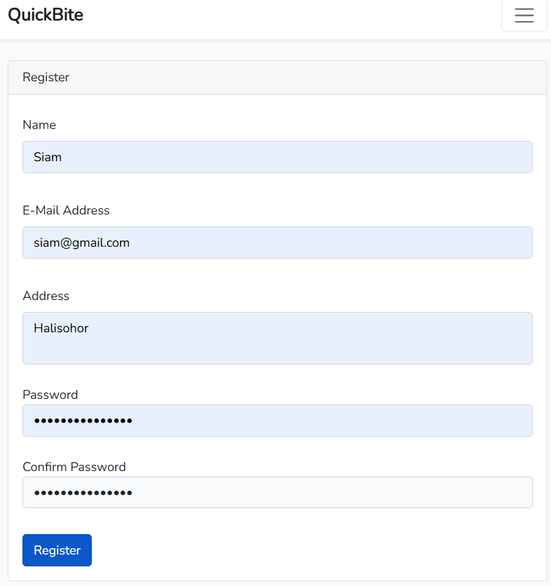 QuickBite
Register
Name
Siam
E-Mail Address
siam@gmail.com
Address
Halisohor
Password
•••••••••••••••
Confirm Password
•••••••••••••••
Register